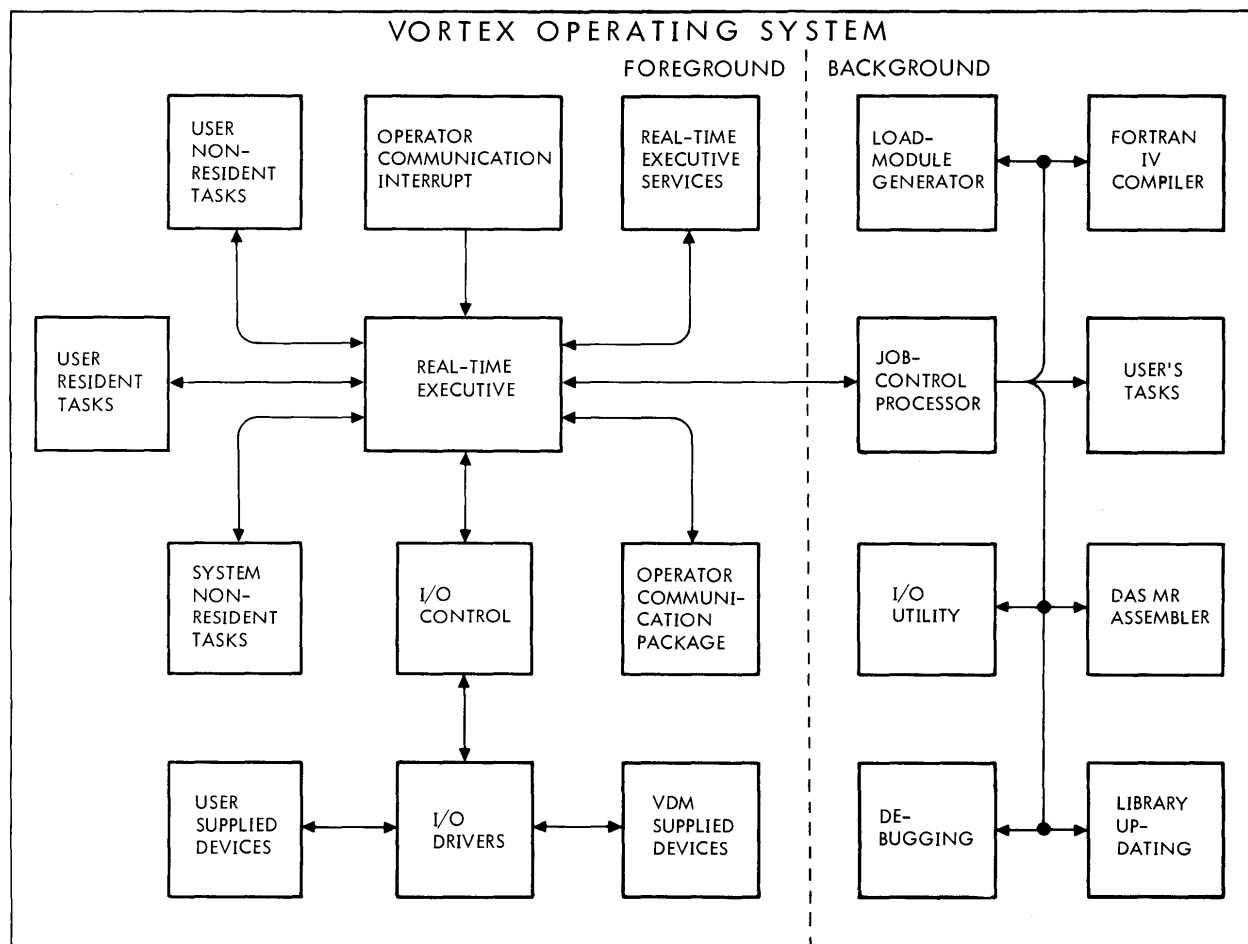 VORTEX OPERATING SYSTEM
FOREGROUND
BACKGROUND
USER
NON-
RESIDENT
TASKS
OPERATOR
COMMUNICATION
INTERRUPT
REAL-TIME
EXECUTIVE
SERVICES
LOAD-
MODULE
GENERATOR
FORTRAN
IV
COMPILER
USER
RESIDENT
TASKS
REAL-TIME
EXECUTIVE
JOB-
CONTROL
PROCESSOR
USER'S
TASKS
SYSTEM
NON-
RESIDENT
TASKS
I/O
CONTROL
OPERATOR
COMMUNI-
CATION
PACKAGE
I/O
UTILITY
DAS MR
ASSEMBLER
USER
SUPPLIED
DEVICES
I/O
DRIVERS
VDM
SUPPLIED
DEVICES
DE-
BUGGING
LIBRARY
UP-
DATING